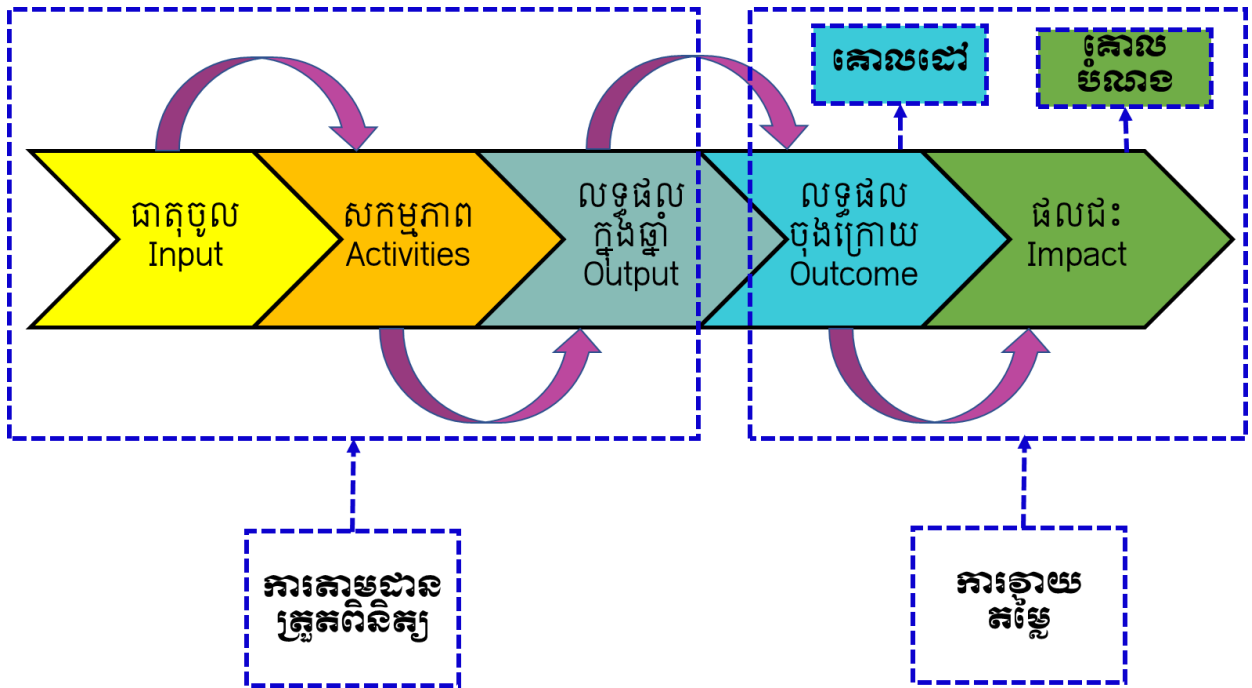 គោលដៅ
គោល
បំណង
ធាតុចូល
Input
សកម្មភាព
Activities
លទ្ធផល
ក្នុងឆ្នាំ
Output
លទ្ធផល
ចុងក្រោយ
Outcome
ផលជះ
Impact
ការតាមដាន
ត្រួតពិនិត្យ
ការវាយ
តម្លៃ